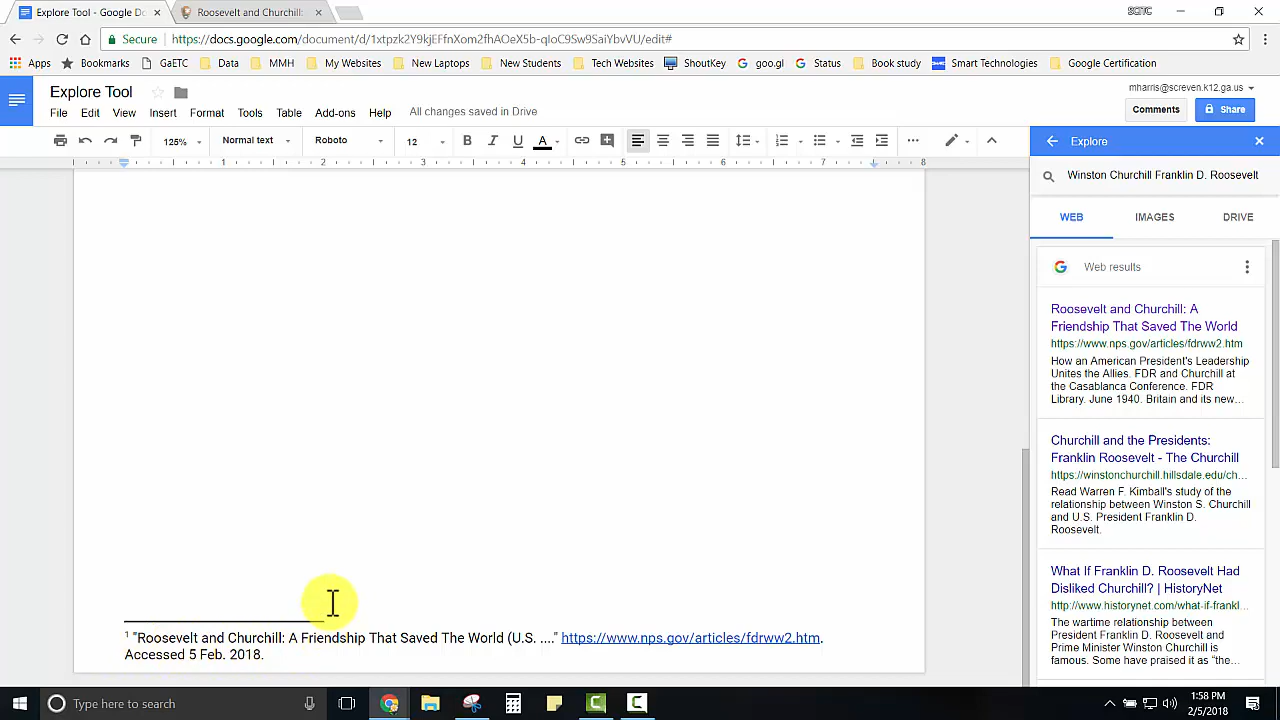 Explore Tool - Google Do
Roosevelt and Churchill:
SCTC
Secure
https://docs.google.com/document/d/1xtpzk2Y9kjEFfnXom2fhAOeX5b-qIoC9Sw9SaiYbvVU/edit#
Apps Bookmarks GaETC Data MMH My Websites New Laptops New Students Tech Websites Shourkey goo.gl Status Book study Smart Technologies Google Certification
Explore Tool
mharris@screven.k12.ga.us
File Edit View Insert Format Tools Table Add-ons Help All changes saved in Drive
Comments Share
125% Normal text Roboto 12 B I U A
Explore
1 2 3 4 5 6 7 8
Winston Churchill Franklin D. Roosevelt
WEB IMAGES DRIVE
Web results
Roosevelt and Churchill: A
Friendship That Saved The World
https://www.nps.gov/articles/fdrww2.htm
How an American President's Leadership
Unites the Allies. FDR and Churchill at
the Casablanca Conference. FDR
Library. June 1940. Britain and its new...
Churchill and the Presidents:
Franklin Roosevelt - The Churchill
https://winstonchurchill.hillsdale.edu/ch...
Read Warren F. Kimball's study of the
relationship between Winston S. Churchill
and U.S. President Franklin D.
Roosevelt.
What If Franklin D. Roosevelt Had
Disliked Churchill? | HistoryNet
http://www.historynet.com/what-if-frankl...
The wartime relationship between
President Franklin D. Roosevelt and
Prime Minister Winston Churchill is
famous. Some have praised it as "the...
1 "Roosevelt and Churchill: A Friendship That Saved The World (U.S. ...." https://www.nps.gov/articles/fdrww2.htm.
Accessed 5 Feb. 2018.
Type here to search
1:58 PM
2/5/2018